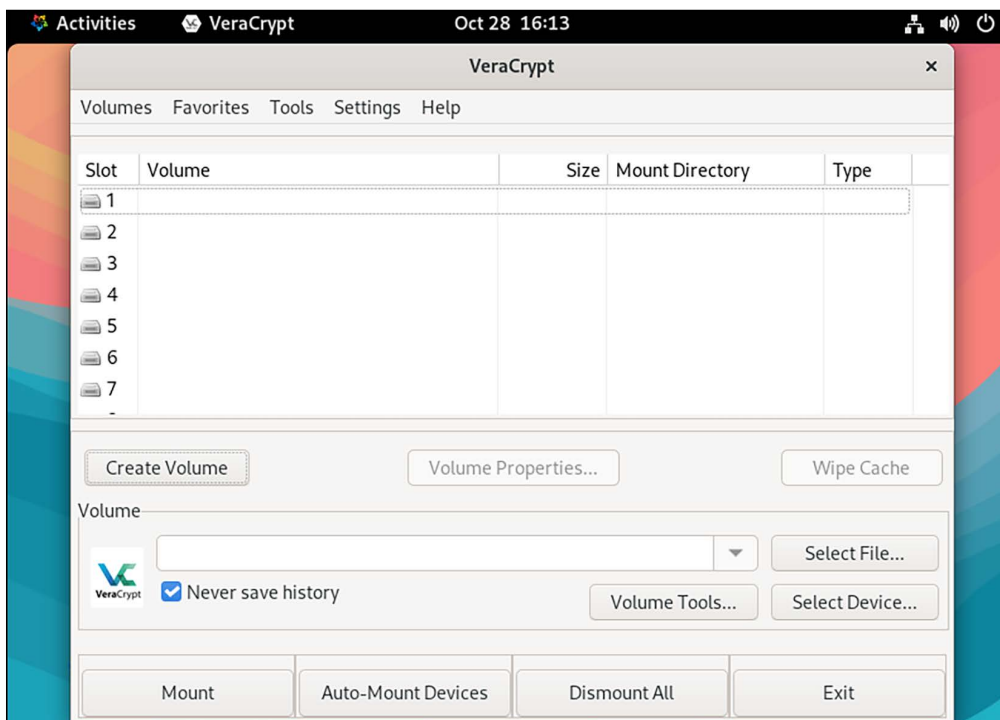 Activities VeraCrypt Oct 28 16:13
VeraCrypt ×
Volumes Favorites Tools Settings Help
Slot Volume Size Mount Directory Type
1
2
3
4
5
6
7
Create Volume Volume Properties... Wipe Cache
Volume
Select File...
VeraCrypt Never save history
Volume Tools... Select Device...
Mount Auto-Mount Devices Dismount All Exit